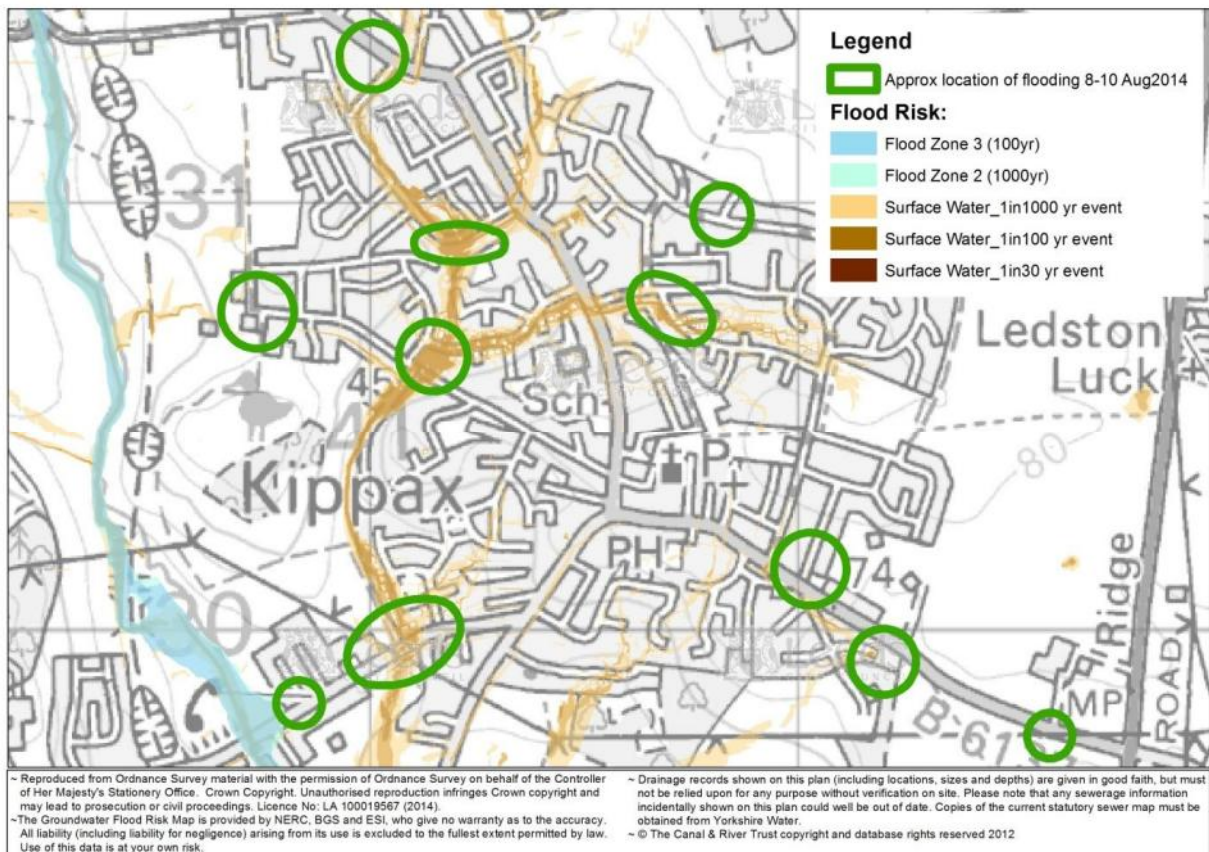 Legend
Approx location of flooding 8-10 Aug2014
Flood Risk:
Flood Zone 3 (100yr)
Flood Zone 2 (1000yr)
Surface Water_1in1000 yr event
Surface Water_1in100 yr event
Surface Water_1in30 yr event
31
Ledston
Luck
45
Sch
41
80
Kippax
P
PH
74
30
Ridge
ROAD
MP
B 61
~ Reproduced from Ordnance Survey material with the permission of Ordnance Survey on behalf of the Controller
of Her Majesty's Stationery Office. Crown Copyright. Unauthorised reproduction infringes Crown copyright and
may lead to prosecution or civil proceedings. Licence No: LA 100019567 (2014).
~The Groundwater Flood Risk Map is provided by NERC, BGS and ESI, who give no warranty as to the accuracy.
All liability (including liability for negligence) arising from its use is excluded to the fullest extent permitted by law.
Use of this data is at your own risk.
~ Drainage records shown on this plan (including locations, sizes and depths) are given in good faith, but must
not be relied upon for any purpose without verification on site. Please note that any sewerage information
incidentally shown on this plan could well be out of date. Copies of the current statutory sewer map must be
obtained from Yorkshire Water.
~ © The Canal & River Trust copyright and database rights reserved 2012